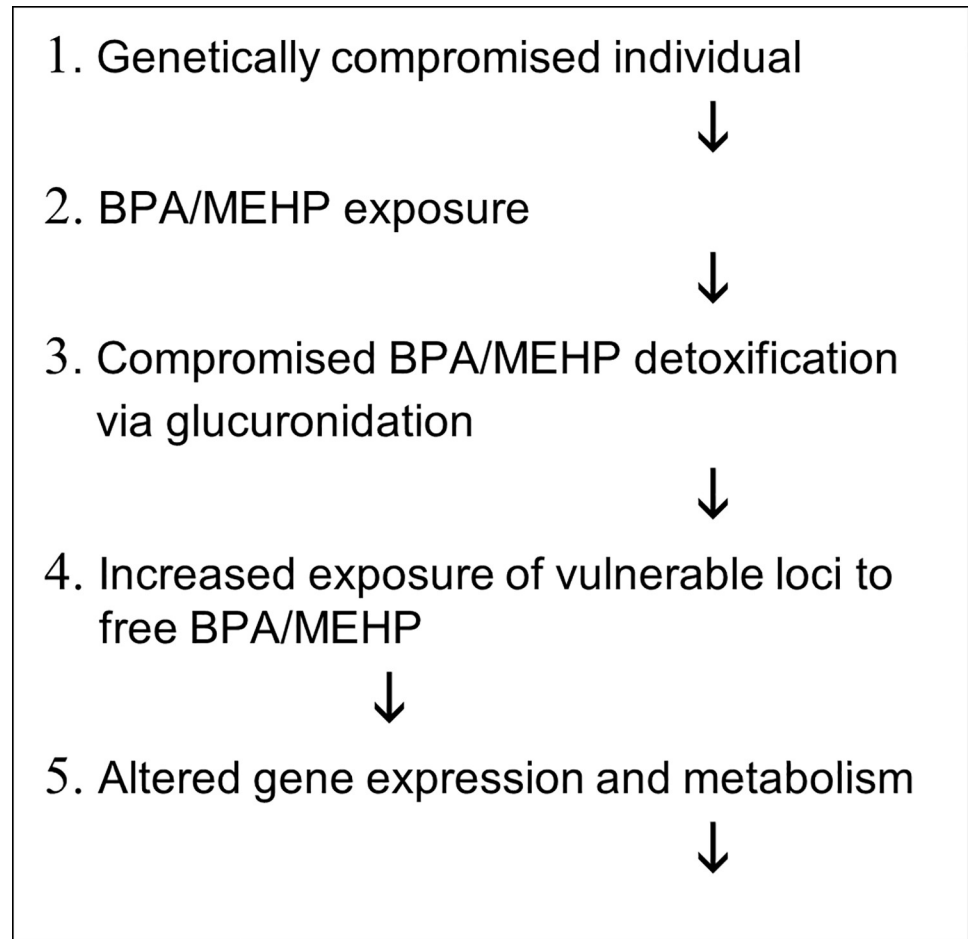 1. Genetically compromised individual
↓
2. BPA/MEHP exposure
↓
3. Compromised BPA/MEHP detoxification
via glucuronidation
↓
4. Increased exposure of vulnerable loci to
free BPA/MEHP
↓
5. Altered gene expression and metabolism
↓